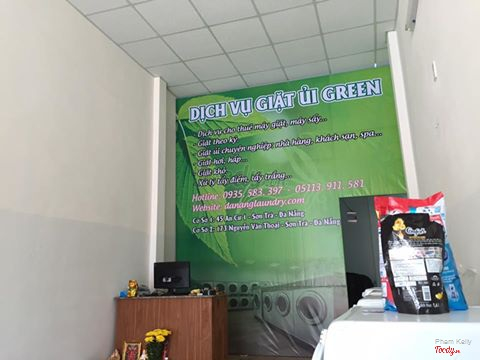 DỊCH VỤ GIẶT ỦI GREEN
- Dịch vụ cho thuê máy giặt, máy sấy...
- Giặt theo ký
- Giặt ủi chuyên nghiệp nhà hàng, khách sạn, spa...
- Giặt hơi, hấp...
- Giặt khô
- Xử lý tẩy điểm, tẩy trắng...
Hotline: 0935. 583. 397 - 05113. 911. 581
Website: dananglaundry.com
Cơ Sở 1: 45 An Cư 1 - Sơn Trà - Đà Nẵng
Cơ Sở 2: 173 Nguyễn Văn Thoại - Sơn Trà - Đà Nẵng
Comfort
Pham Kelly
Foody.vn